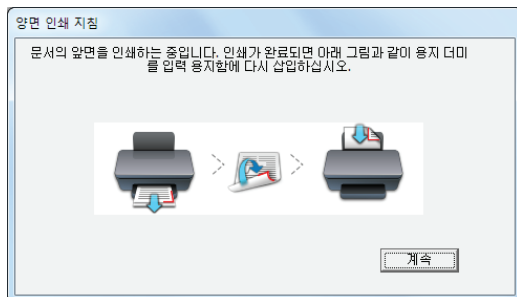 양면 인쇄 지침
문서의 앞면을 인쇄하는 중입니다. 인쇄가 완료되면 아래 그림과 같이 용지 더미
를 입력 용지함에 다시 삽입하십시오.
계속